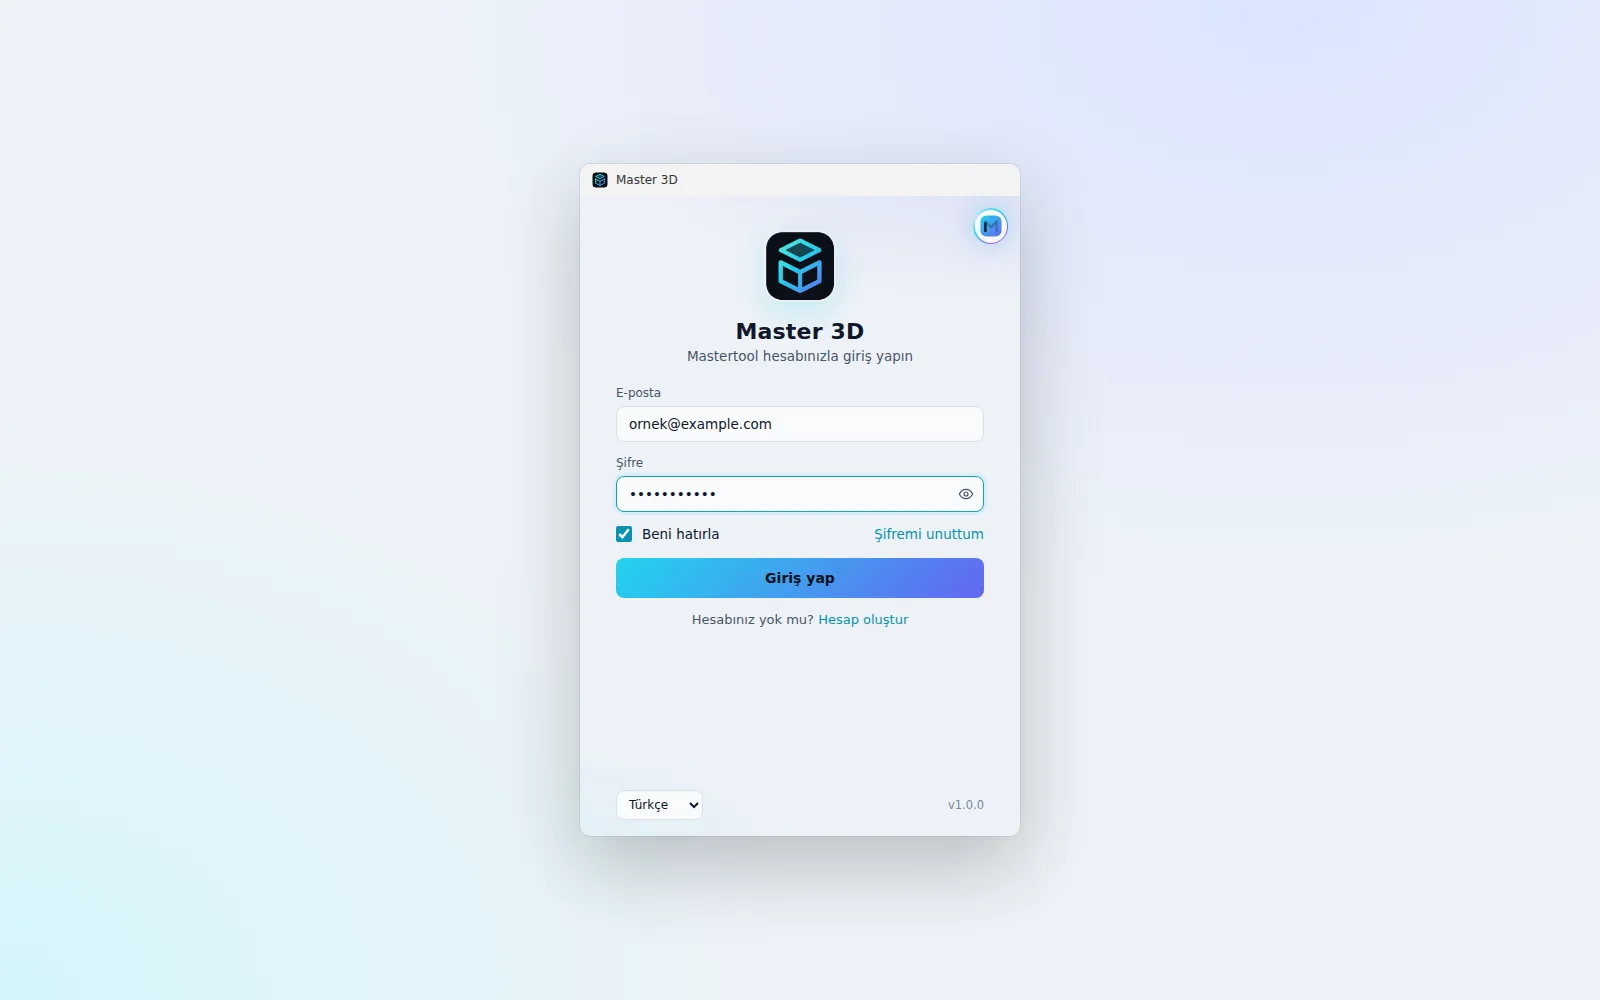 Master 3D
Master 3D
Mastertool hesabınızla giriş yapın
E-posta
ornek@example.com
Şifre
•••••••••••
Beni hatırla
Şifremi unuttum
Giriş yap
Hesabınız yok mu? Hesap oluştur
Türkçe
v1.0.0